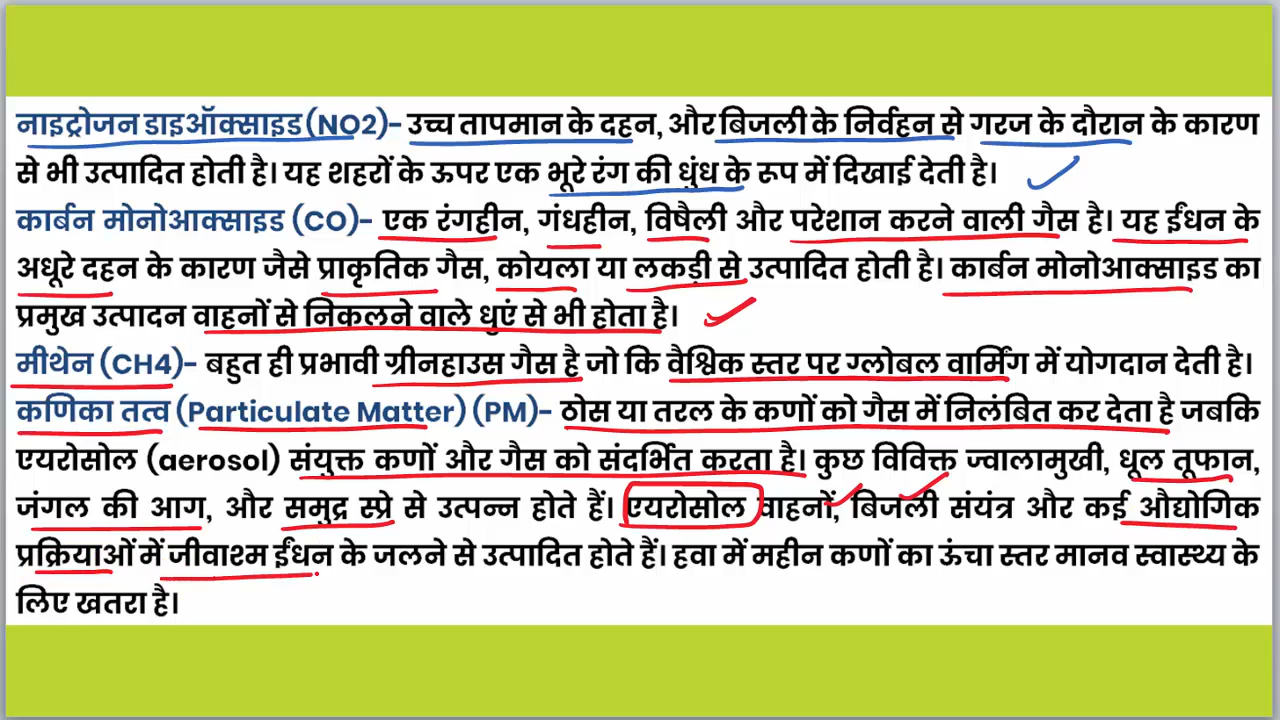 नाइट्रोजन डाइऑक्साइड (NO2)- उच्च तापमान के दहन, और बिजली के निर्वहन से गरज के दौरान के कारण
से भी उत्पादित होती है। यह शहरों के ऊपर एक भूरे रंग की धुंध के रूप में दिखाई देती है।
कार्बन मोनोआक्साइड (CO)- एक रंगहीन, गंधहीन, विषैली और परेशान करने वाली गैस है। यह ईंधन के
अधूरे दहन के कारण जैसे प्राकृतिक गैस, कोयला या लकड़ी से उत्पादित होती है। कार्बन मोनोआक्साइड का
प्रमुख उत्पादन वाहनों से निकलने वाले धुएं से भी होता है।
मीथेन (CH4)- बहुत ही प्रभावी ग्रीनहाउस गैस है जो कि वैश्विक स्तर पर ग्लोबल वार्मिंग में योगदान देती है।
कणिका तत्व (Particulate Matter) (PM)- ठोस या तरल के कणों को गैस में निलंबित कर देता है जबकि
एयरोसोल (aerosol) संयुक्त कणों और गैस को संदर्भित करता है। कुछ विविक्त ज्वालामुखी, धूल तूफान,
जंगल की आग, और समुद्र स्प्रे से उत्पन्न होते हैं। एयरोसोल वाहनों, बिजली संयंत्र और कई औद्योगिक
प्रक्रियाओं में जीवाश्म ईंधन के जलने से उत्पादित होते हैं। हवा में महीन कणों का ऊंचा स्तर मानव स्वास्थ्य के
लिए खतरा है।